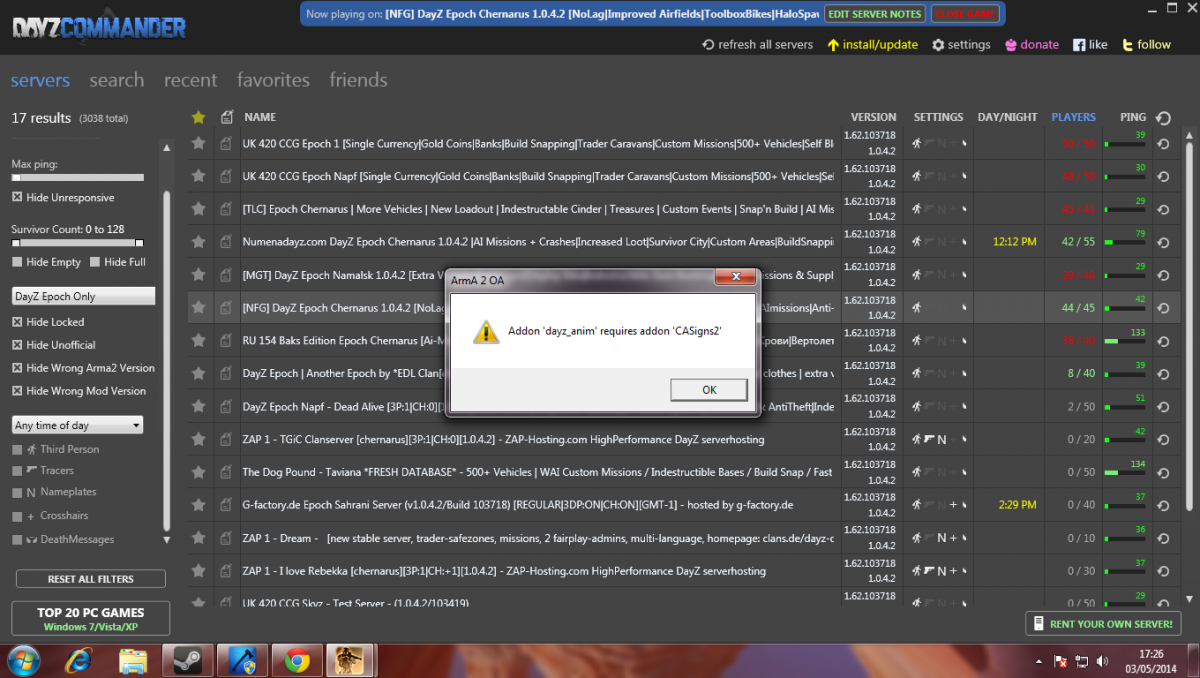 DAYZCOMMANDER
Now playing on: [NFG] DayZ Epoch Chernarus 1.0.4.2 [NoLag|Improved Airfields|ToolboxBikes|HaloSpaw
EDIT SERVER NOTES
CLOSE GAME
refresh all servers
install/update
settings
donate
like
follow
servers
search
recent
favorites
friends
17 results (3038 total)
NAME
VERSION
SETTINGS
DAY/NIGHT
PLAYERS
PING
Max ping:
Hide Unresponsive
Survivor Count: 0 to 128
Hide Empty
Hide Full
DayZ Epoch Only
Hide Locked
Hide Unofficial
Hide Wrong Arma2 Version
Hide Wrong Mod Version
Any time of day
Third Person
Tracers
N Nameplates
+ Crosshairs
DeathMessages
RESET ALL FILTERS
TOP 20 PC GAMES
Windows 7/Vista/XP
UK 420 CCG Epoch 1 [Single Currency|Gold Coins|Banks|Build Snapping|Trader Caravans|Custom Missions|500+ Vehicles|Self Bl
1.62.103718
1.0.4.2
50 / 50
39
UK 420 CCG Epoch Napf [Single Currency|Gold Coins|Banks|Build Snapping|Trader Caravans|Custom Missions|500+ Vehicles|Sel
1.62.103718
1.0.4.2
30
[TLC] Epoch Chernarus | More Vehicles | New Loadout | Indestructable Cinder | Treasures | Custom Events | Snap'n Build | AI Mis
1.62.103718
1.0.4.2
45 / 45
29
Numenadayz.com DayZ Epoch Chernarus 1.0.4.2 |AI Missions + Crashes|Increased Loot|Survivor City|Custom Areas|BuildSnappi
1.62.103718
1.0.4.2
12:12 PM
42 / 55
79
[MGT] DayZ Epoch Namalsk 1.0.4.2 [Extra V
ssions & Suppl
1.62.103718
1.0.4.2
29
[NFG] DayZ Epoch Chernarus 1.0.4.2 [NoLag
AImissions|Anti-
1.62.103718
1.0.4.2
44 / 45
42
RU 154 Baks Edition Epoch Chernarus [Ai-M
рови|Вертолет
1.62.103718
1.0.4.2
133
DayZ Epoch | Another Epoch by *EDL Clan[
clothes | extra v
1.62.103718
1.0.4.2
8 / 40
39
DayZ Epoch Napf - Dead Alive [3P:1|CH:0][
AntiTheft|Inde
1.62.103718
1.0.4.2
2 / 50
51
ZAP 1 - TGiC Clanserver [chernarus][3P:1|CH:0][1.0.4.2] - ZAP-Hosting.com HighPerformance DayZ serverhosting
1.62.103718
1.0.4.2
N +
0 / 20
42
The Dog Pound - Taviana *FRESH DATABASE* - 500+ Vehicles | WAI Custom Missions / Indestructible Bases / Build Snap / Fast
1.62.103718
1.0.4.2
0 / 50
134
G-factory.de Epoch Sahrani Server (v1.0.4.2/Build 103718) [REGULAR|3DP:ON|CH:ON][GMT-1] - hosted by g-factory.de
1.62.103718
1.0.4.2
2:29 PM
0 / 40
37
ZAP 1 - Dream - [new stable server, trader-safezones, missions, 2 fairplay-admins, multi-language, homepage: clans.de/dayz-c
1.62.103718
1.0.4.2
N +
0 / 10
36
ZAP 1 - I love Rebekka [chernarus][3P:1|CH:+1][1.0.4.2] - ZAP-Hosting.com HighPerformance DayZ serverhosting
1.62.103718
1.0.4.2
N +
0 / 30
37
UK 420 CCG Skyz - Test Server - (1.0.4.2/103419)
1.62.103718
0 / 50
29
ArmA 2 OA
Addon 'dayz_anim' requires addon 'CASigns2'
OK
RENT YOUR OWN SERVER!
17:26
03/05/2014